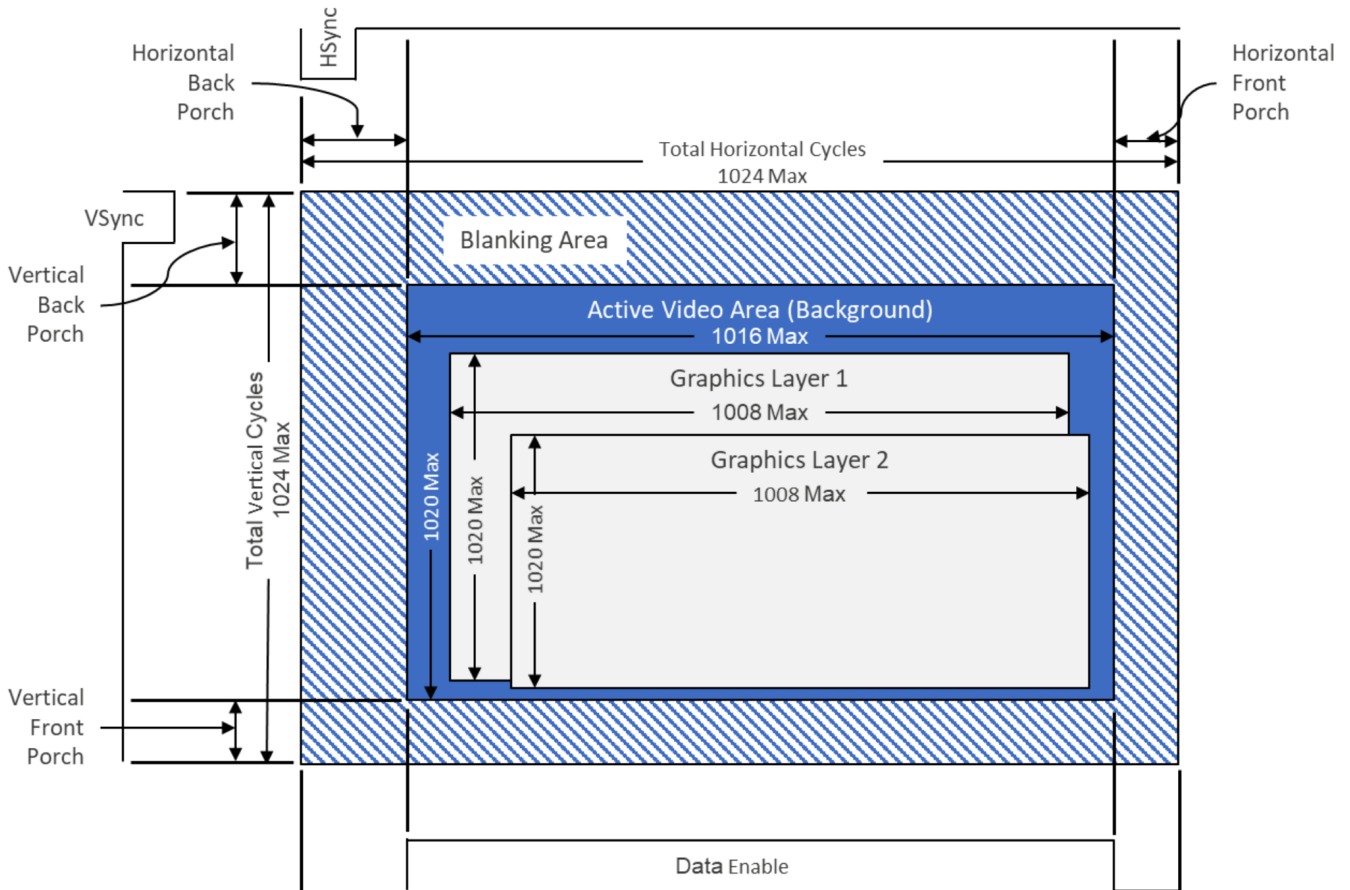 HSync
Horizontal
Back
Porch
Horizontal
Front
Porch
Total Horizontal Cycles
1024 Max
VSync
Blanking Area
Vertical
Back
Porch
Active Video Area (Background)
1016 Max
Graphics Layer 1
1008 Max
Graphics Layer 2
1008 Max
Total Vertical Cycles
1024 Max
1020 Max
1020 Max
1020 Max
Vertical
Front
Porch
Data Enable